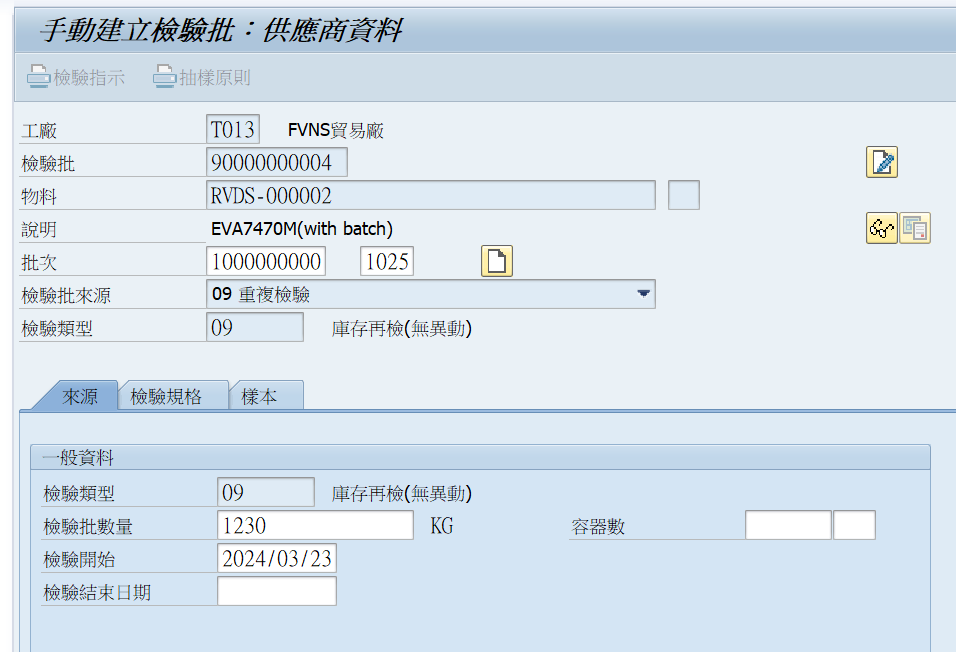 手動建立檢驗批：供應商資料
檢驗指示 抽樣原則
工廠 T013 FVNS貿易廠
檢驗批 90000000004
物料 RVDS-000002
說明 EVA7470M(with batch)
批次 1000000000 1025
檢驗批來源 09 重複檢驗
檢驗類型 09 庫存再檢(無異動)
來源 檢驗規格 樣本
一般資料
檢驗類型 09 庫存再檢(無異動)
檢驗批數量 1230 KG 容器數
檢驗開始 2024/03/23
檢驗結束日期